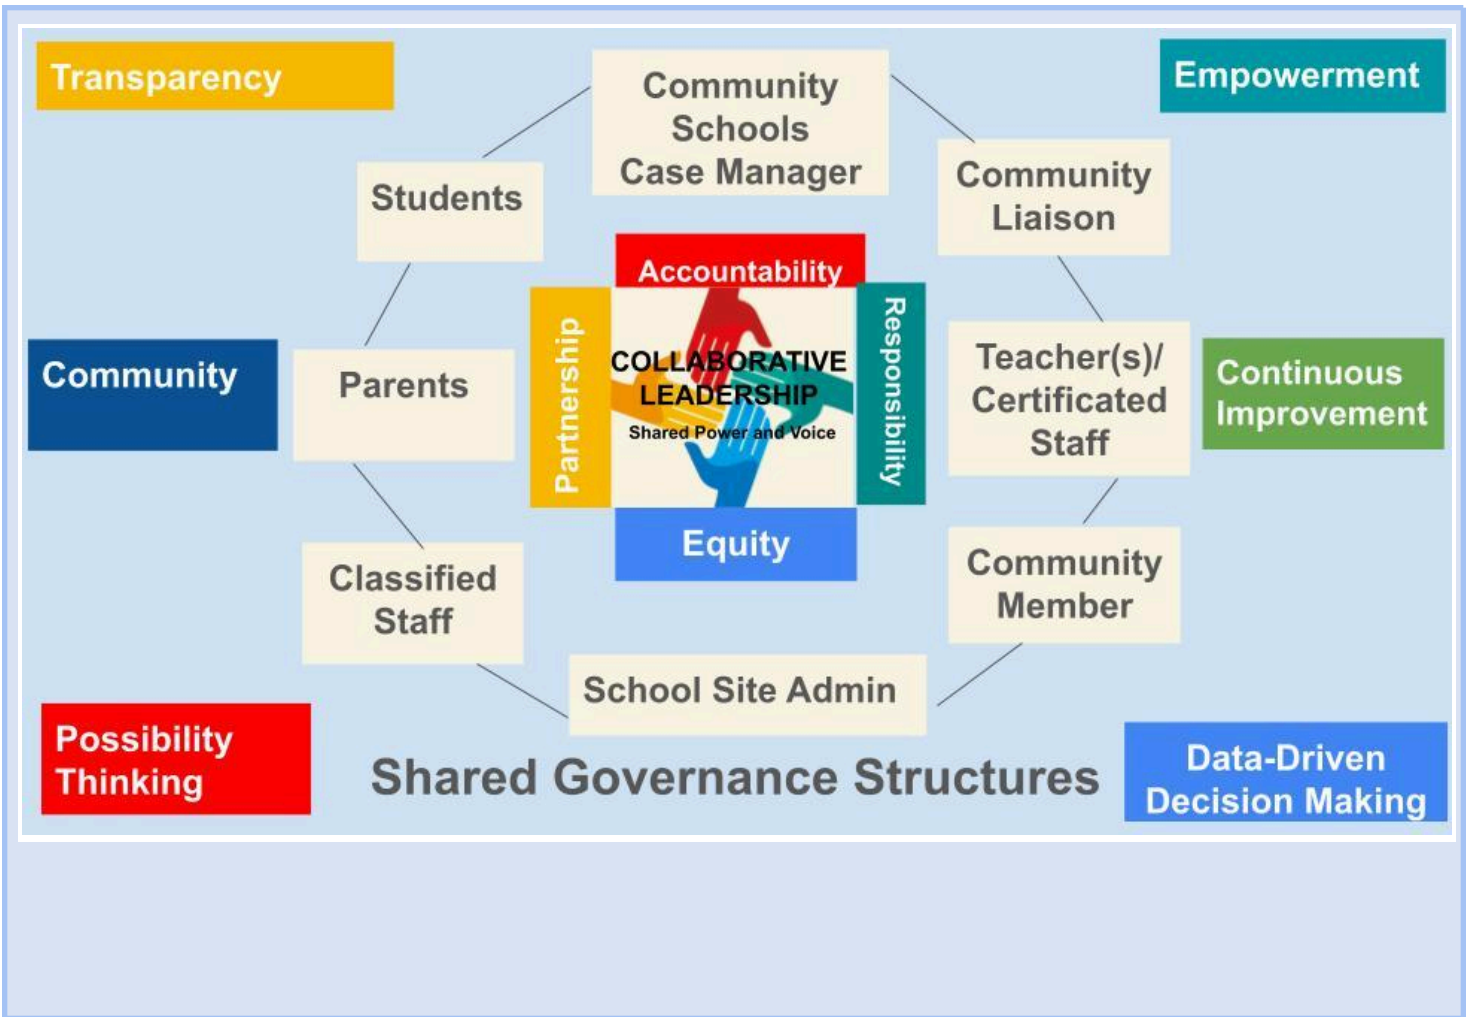 Transparency
Community
Schools
Case Manager
Empowerment
Students
Community
Liaison
Accountability
Partnership
COLLABORATIVE
LEADERSHIP
Shared Power and Voice
Responsibility
Equity
Community
Parents
Teacher(s)/
Certificated
Staff
Continuous
Improvement
Classified
Staff
Community
Member
School Site Admin
Possibility
Thinking
Shared Governance Structures
Data-Driven
Decision Making